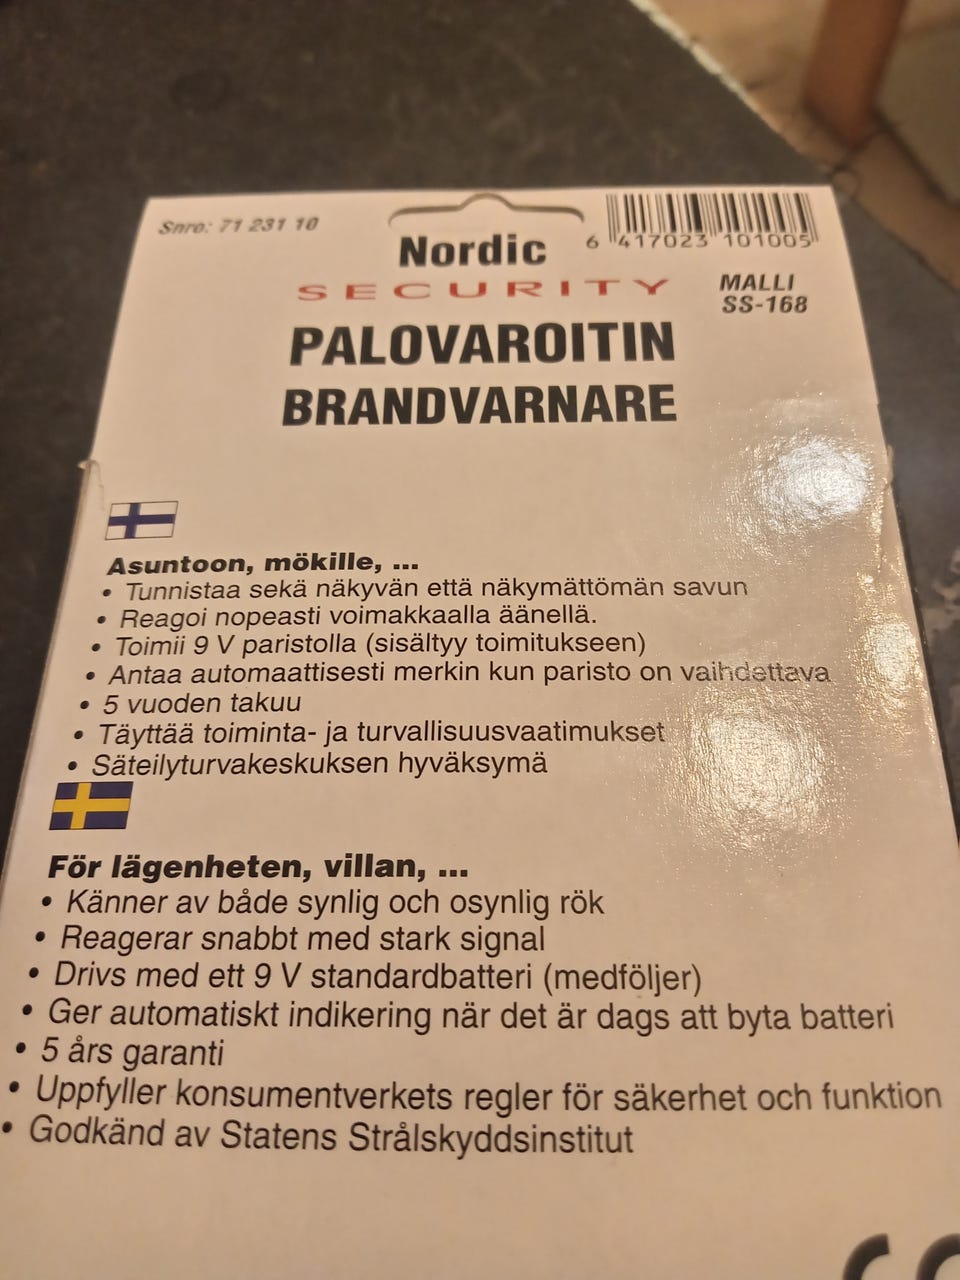 Snro: 71 231 10
6 417023 101005
Nordic
SECURITY
MALLI
SS-168
PALOVAROITIN
BRANDVARNARE
Asuntoon, mökille, ...
• Tunnistaa sekä näkyvän että näkymättömän savun
• Reagoi nopeasti voimakkaalla äänellä.
• Toimii 9 V paristolla (sisältyy toimitukseen)
• Antaa automaattisesti merkin kun paristo on vaihdettava
• 5 vuoden takuu
• Täyttää toiminta- ja turvallisuusvaatimukset
• Säteilyturvakeskuksen hyväksymä
För lägenheten, villan, ...
• Känner av både synlig och osynlig rök
• Reagerar snabbt med stark signal
• Drivs med ett 9 V standardbatteri (medföljer)
• Ger automatiskt indikering när det är dags att byta batteri
• 5 års garanti
• Uppfyller konsumentverkets regler för säkerhet och funktion
• Godkänd av Statens Strålskyddsinstitut